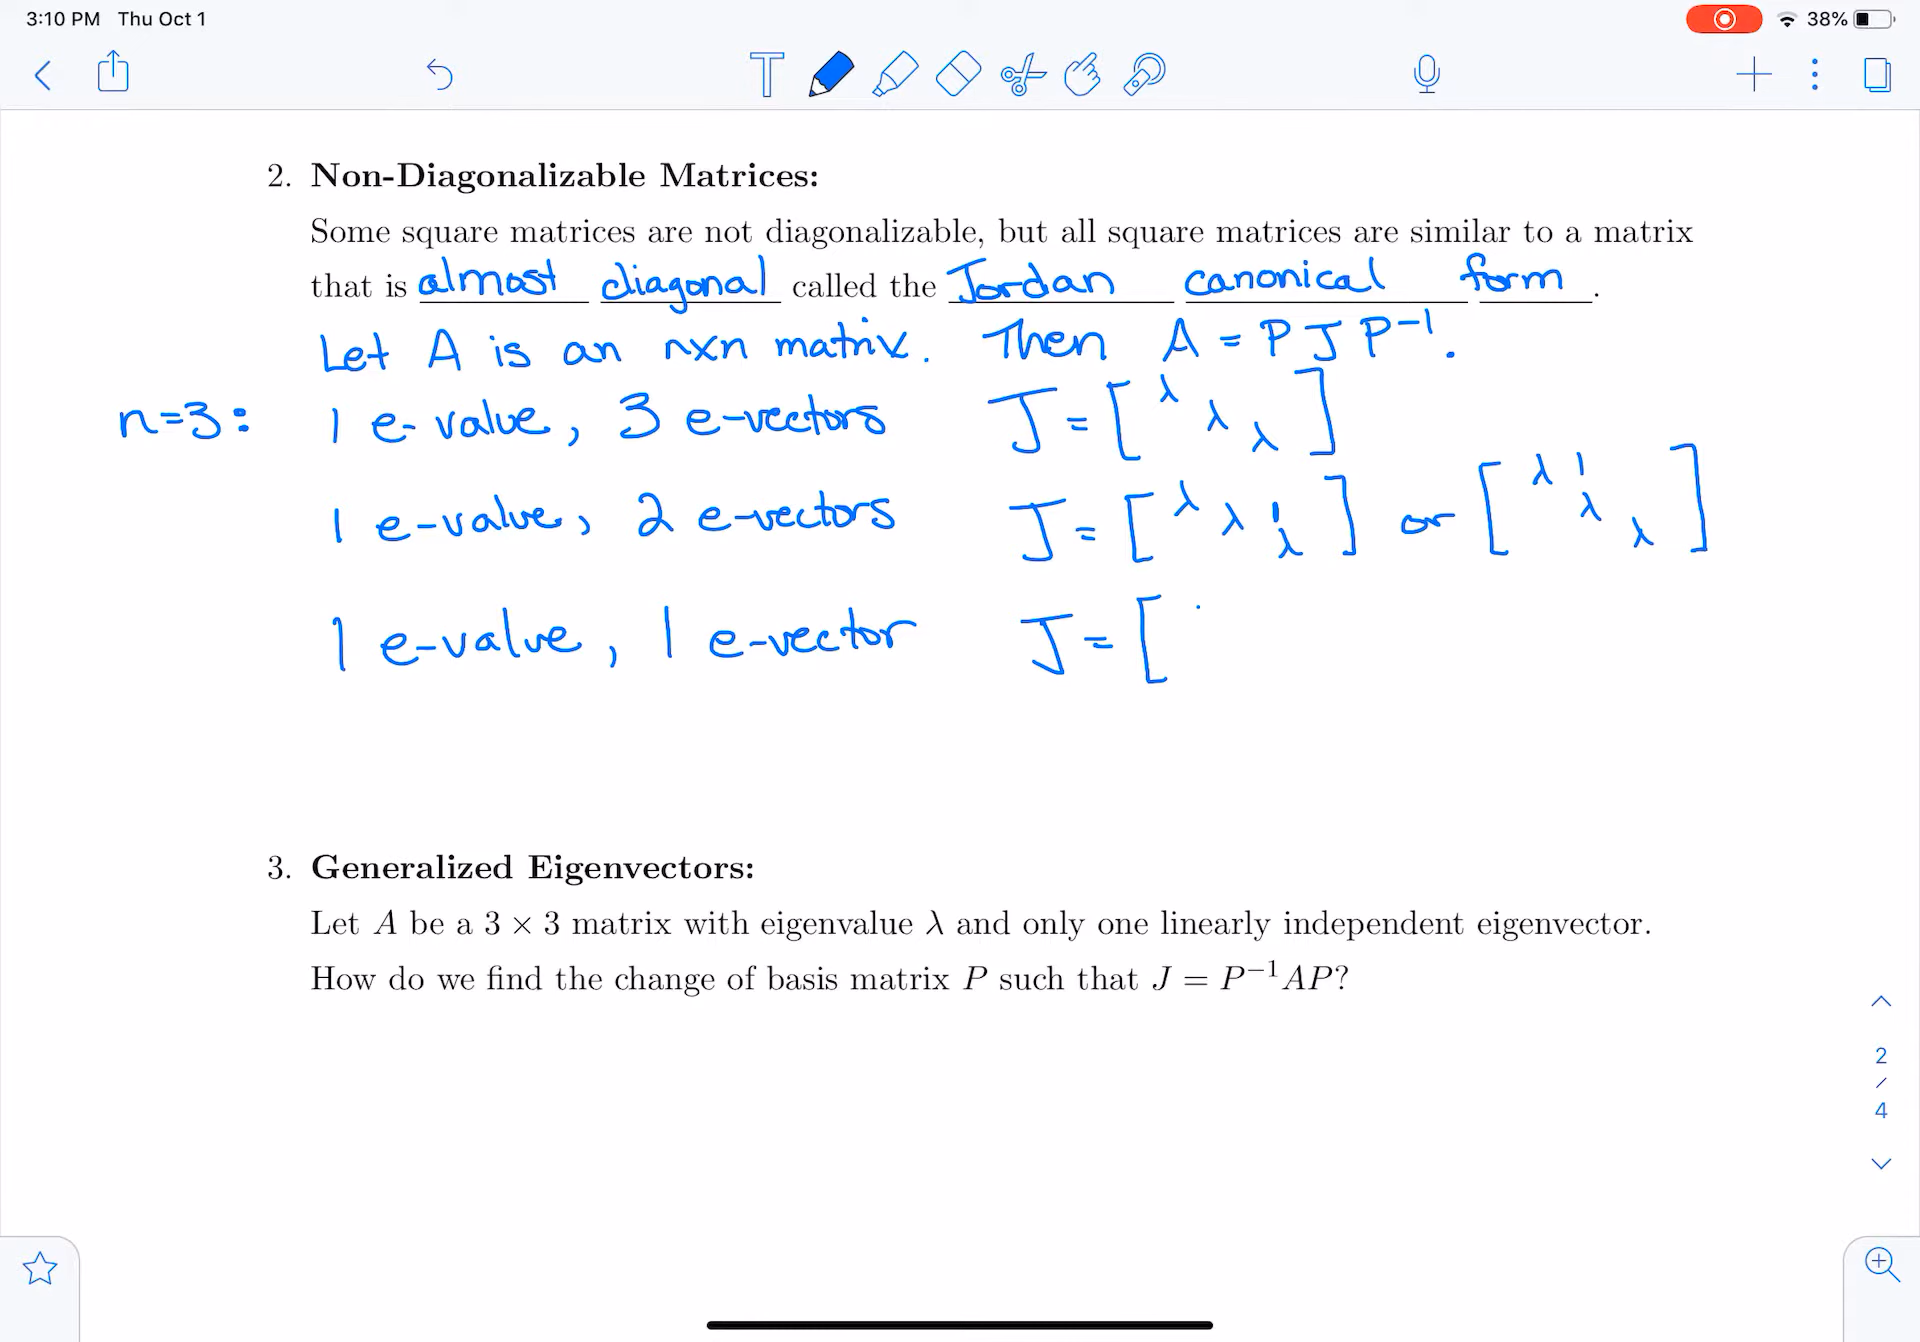 3:10 PM Thu Oct 1 38%
2. Non-Diagonalizable Matrices:
Some square matrices are not diagonalizable, but all square matrices are similar to a matrix
that is almost diagonal called the Jordan canonical form.
Let A is an n×n matrix. Then A = P J P⁻¹.
n=3: 1 e-value, 3 e-vectors J = [ λ λ λ ]
1 e-value, 2 e-vectors J = [ λ λ 1 λ ] or [ λ 1 λ λ ]
1 e-value, 1 e-vector J = [
3. Generalized Eigenvectors:
Let A be a 3 × 3 matrix with eigenvalue λ and only one linearly independent eigenvector.
How do we find the change of basis matrix P such that J = P⁻¹AP?
2
/
4